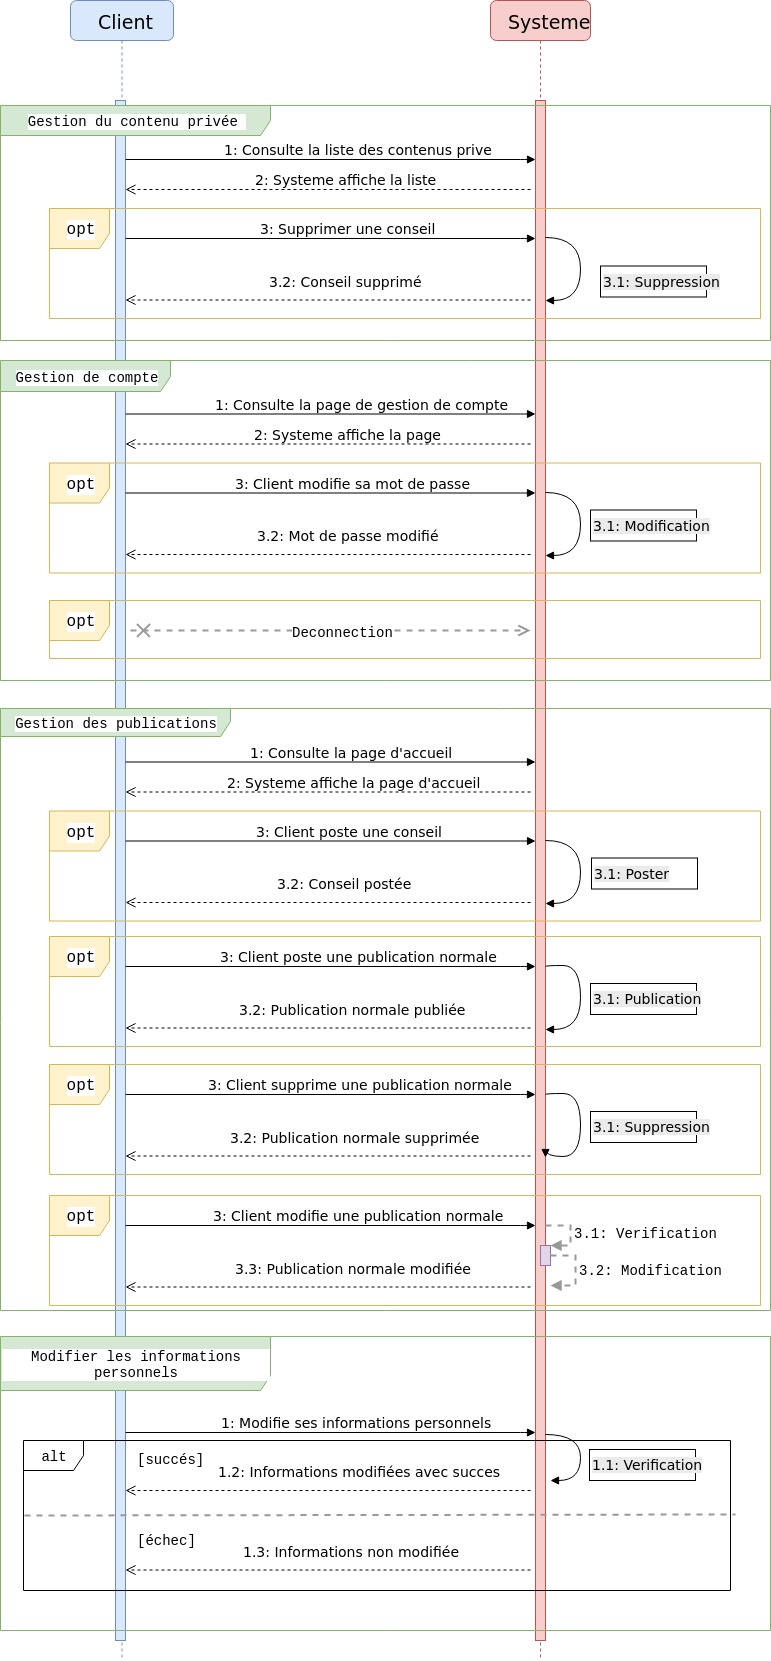 Client
Systeme
Gestion du contenu privée
1: Consulte la liste des contenus prive
2: Systeme affiche la liste
opt
3: Supprimer une conseil
3.1: Suppression
3.2: Conseil supprimé
Gestion de compte
1: Consulte la page de gestion de compte
2: Systeme affiche la page
opt
3: Client modifie sa mot de passe
3.1: Modification
3.2: Mot de passe modifié
opt
Deconnection
Gestion des publications
1: Consulte la page d'accueil
2: Systeme affiche la page d'accueil
opt
3: Client poste une conseil
3.1: Poster
3.2: Conseil postée
opt
3: Client poste une publication normale
3.1: Publication
3.2: Publication normale publiée
opt
3: Client supprime une publication normale
3.1: Suppression
3.2: Publication normale supprimée
opt
3: Client modifie une publication normale
3.1: Verification
3.3: Publication normale modifiée
3.2: Modification
Modifier les informations
personnels
1: Modifie ses informations personnels
alt
[succés]
1.1: Verification
1.2: Informations modifiées avec succes
[échec]
1.3: Informations non modifiée